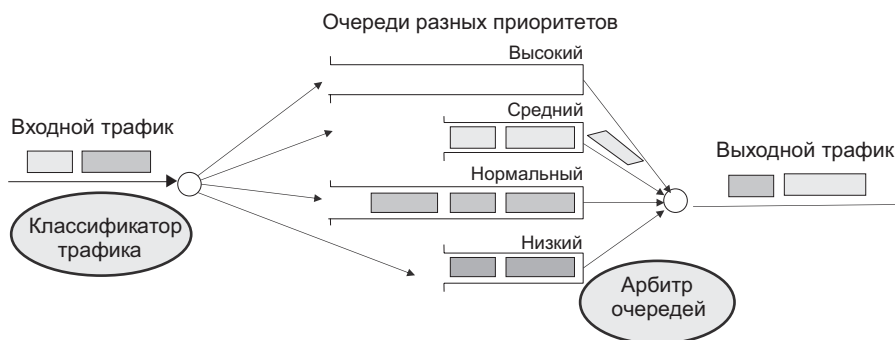 Очереди разных приоритетов
Высокий
Средний
Входной трафик
Выходной трафик
Нормальный
Классификатор
трафика
Низкий
Арбитр
очередей